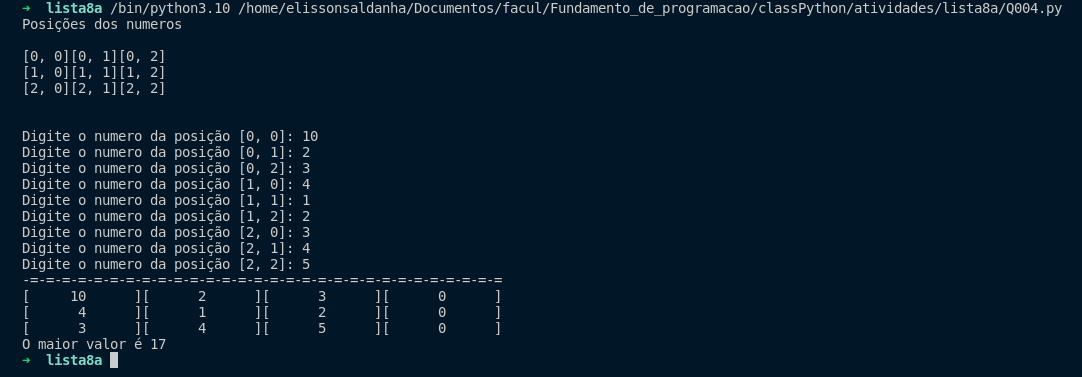 ➜  lista8a /bin/python3.10 /home/elissonsaldanha/Documentos/facul/Fundamento_de_programacao/classPython/atividades/lista8a/Q004.py
Posições dos numeros
[0, 0][0, 1][0, 2]
[1, 0][1, 1][1, 2]
[2, 0][2, 1][2, 2]
Digite o numero da posição [0, 0]: 10
Digite o numero da posição [0, 1]: 2
Digite o numero da posição [0, 2]: 3
Digite o numero da posição [1, 0]: 4
Digite o numero da posição [1, 1]: 1
Digite o numero da posição [1, 2]: 2
Digite o numero da posição [2, 0]: 3
Digite o numero da posição [2, 1]: 4
Digite o numero da posição [2, 2]: 5
-=-=-=-=-=-=-=-=-=-=-=-=-=-=-=-=-=-=-=-=-=-=-=-=-=-=-=-=-=-=
[     10      ][      2      ][      3      ][      0      ]
[      4      ][      1      ][      2      ][      0      ]
[      3      ][      4      ][      5      ][      0      ]
O maior valor é 17
➜  lista8a